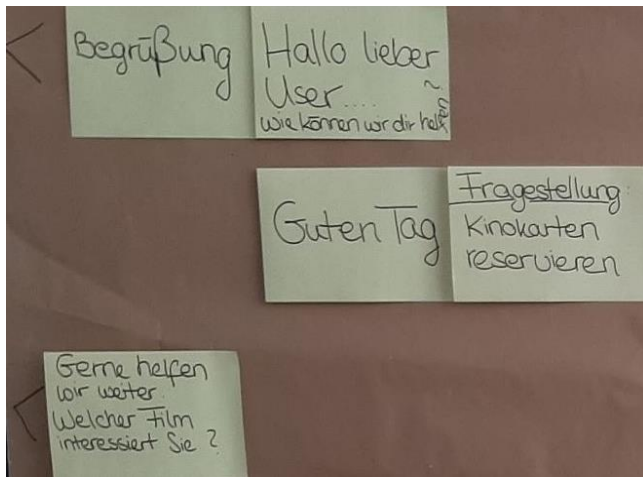 Begrüßung
Hallo lieber
User....
wie können wir dir helfen ~
Guten Tag
Fragestellung:
Kinokarten
reservieren
Gerne helfen
wir weiter.
Welcher Film
interessiert Sie?